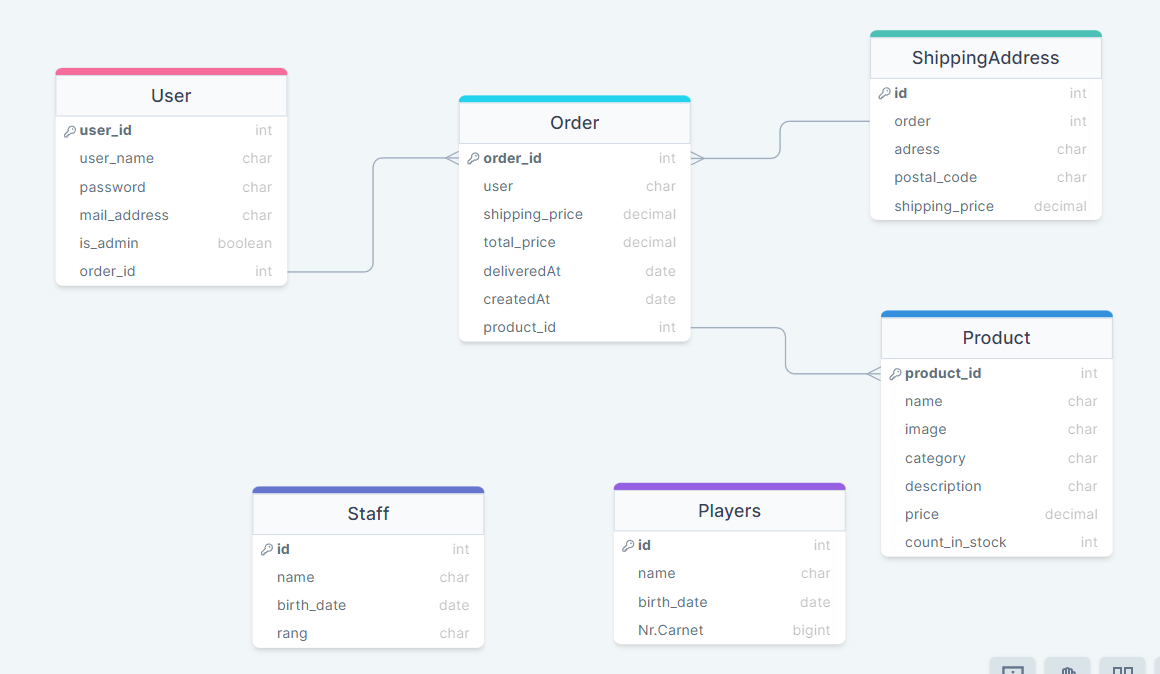 User
user_id int
user_name char
password char
mail_address char
is_admin boolean
order_id int
Order
order_id int
user char
shipping_price decimal
total_price decimal
deliveredAt date
createdAt date
product_id int
ShippingAddress
id int
order int
adress char
postal_code char
shipping_price decimal
Product
product_id int
name char
image char
category char
description char
price decimal
count_in_stock int
Staff
id int
name char
birth_date date
rang char
Players
id int
name char
birth_date date
Nr.Carnet bigint